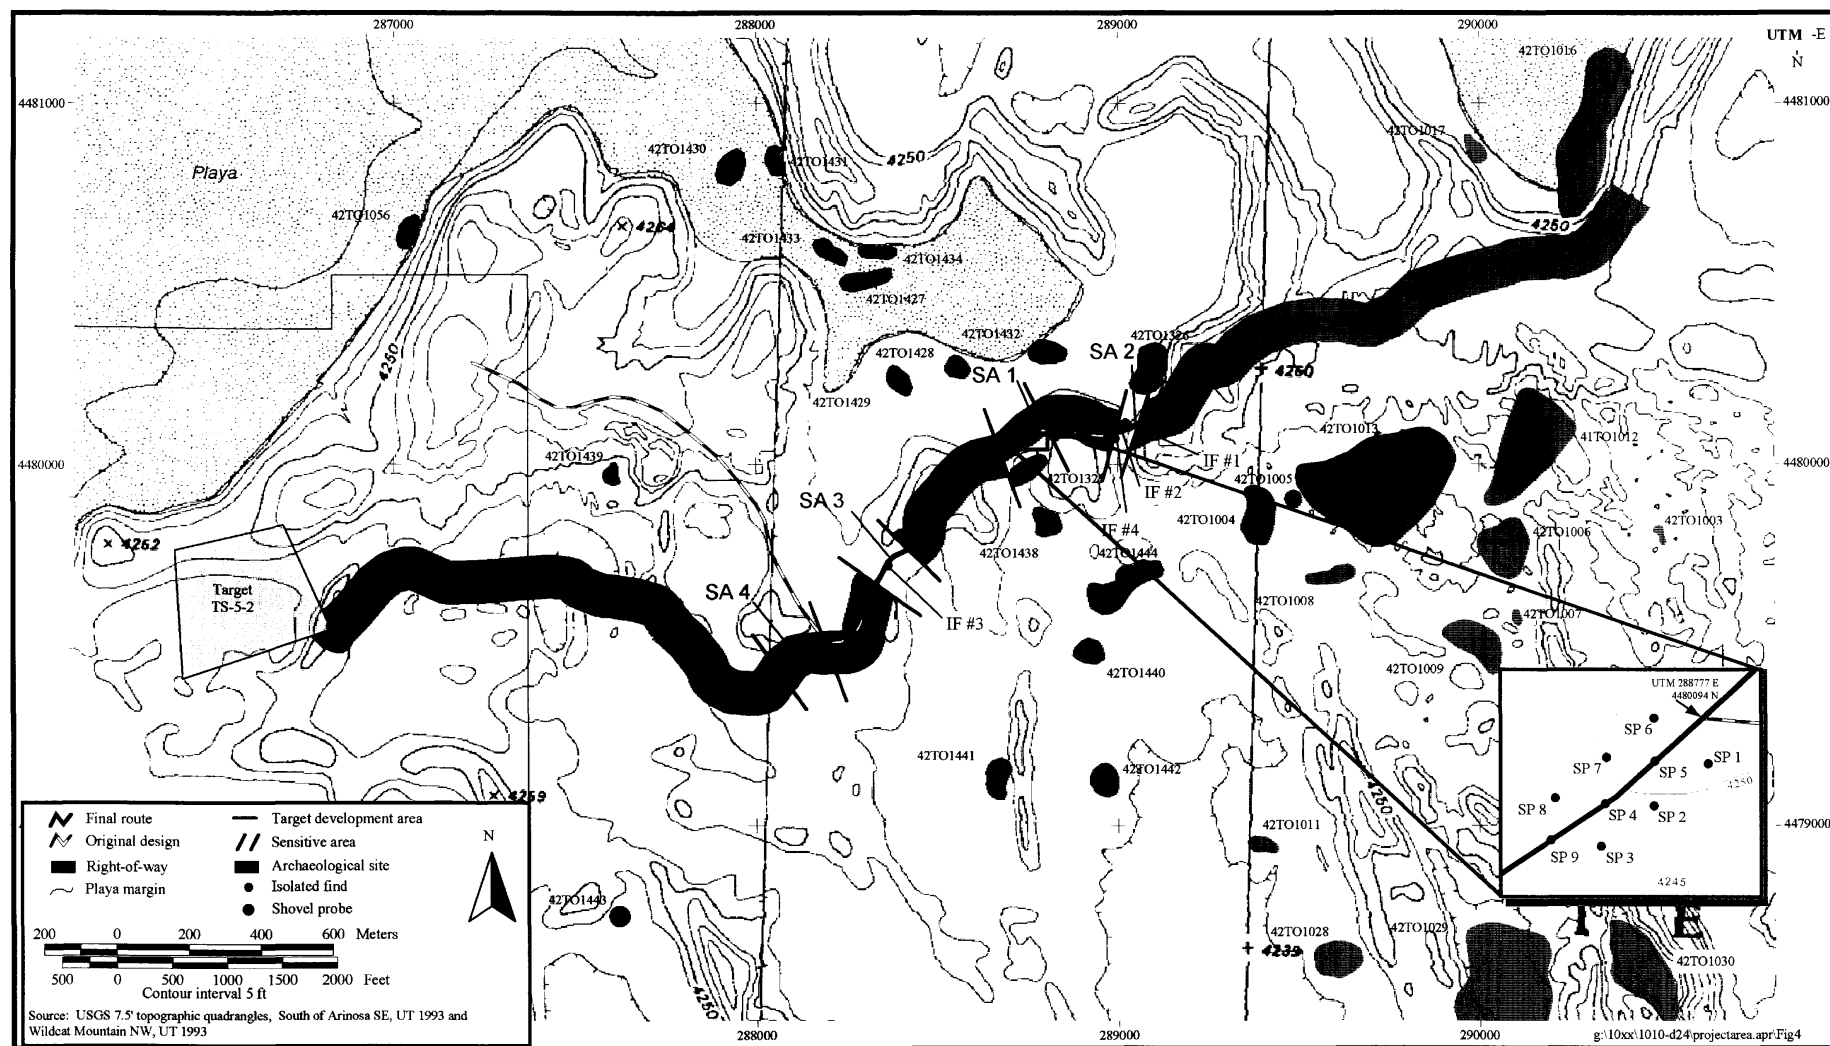 287000
288000
289000
290000
UTM -E
N
4481000
4481000
42TO1016
42TO1017
42TO1430
42TO1431
4250
Playa
42TO1056
4264
42TO1433
42TO1434
42TO1427
4250
42TO1432
42TO1326
42TO1428
SA 2
SA 1
4260
4250
42TO1429
42TO1013
41TO1012
42TO1439
4480000
4480000
IF #1
42TO1005
IF #2
SA 3
42TO1004
IF #4
42TO1003
42TO1006
4252
42TO1438
42TO1444
Target
TS-5-2
SA 4
42TO1008
42TO1007
IF #3
42TO1009
42TO1440
UTM 288777 E
4480094 N
SP 6
SP 1
SP 7
SP 5
4250
SP 8
SP 4
SP 2
SP 9
SP 3
4245
42TO1441
42TO1442
4250
4259
42TO1011
4479000
42TO1443
42TO1028
42TO1029
4239
42TO1030
4250
Final route
Original design
Right-of-way
Playa margin
Target development area
Sensitive area
Archaeological site
Isolated find
Shovel probe
N
200 0 200 400 600 Meters
500 0 500 1000 1500 2000 Feet
Contour interval 5 ft
Source: USGS 7.5' topographic quadrangles, South of Arinosa SE, UT 1993 and
Wildcat Mountain NW, UT 1993
288000
289000
290000
g:\10xx\1010-d24\projectarea.apr\Fig4